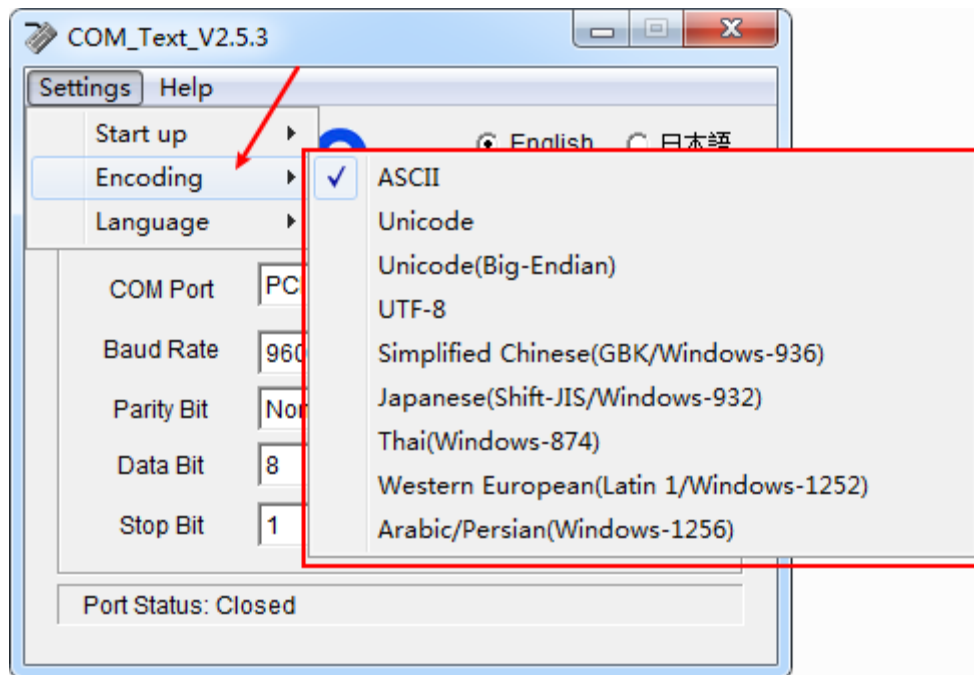 COM_Text_V2.5.3
Settings Help
Start up
English 日本語
Encoding
ASCII
Language
Unicode
Unicode(Big-Endian)
COM Port PC
UTF-8
Baud Rate 960
Simplified Chinese(GBK/Windows-936)
Parity Bit Nor
Japanese(Shift-JIS/Windows-932)
Thai(Windows-874)
Data Bit 8
Western European(Latin 1/Windows-1252)
Stop Bit 1
Arabic/Persian(Windows-1256)
Port Status: Closed